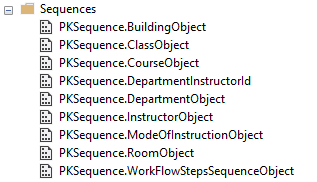 Sequences
PKSequence.BuildingObject
PKSequence.ClassObject
PKSequence.CourseObject
PKSequence.DepartmentInstructorId
PKSequence.DepartmentObject
PKSequence.InstructorObject
PKSequence.ModeOfInstructionObject
PKSequence.RoomObject
PKSequence.WorkFlowStepsSequenceObject